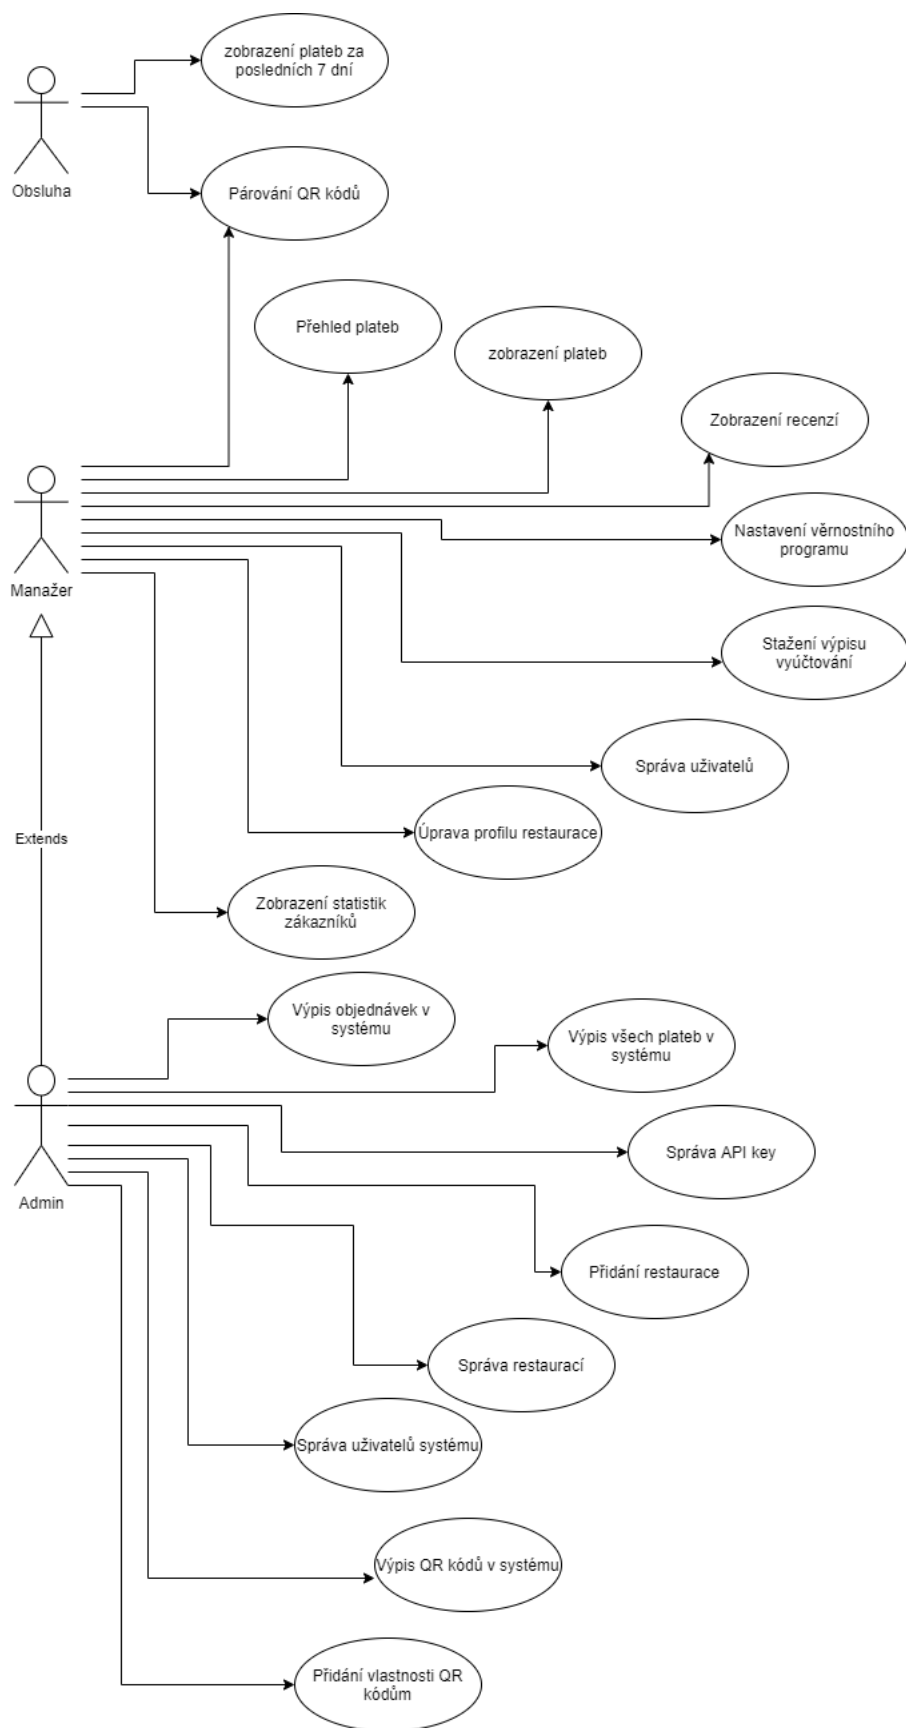 zobrazení plateb za
posledních 7 dní
Obsluha
Párování QR kódů
Přehled plateb
zobrazení plateb
Zobrazení recenzí
Manažer
Nastavení věrnostního
programu
Stažení výpisu
vyúčtování
Správa uživatelů
Úprava profilu restaurace
Extends
Zobrazení statistik
zákazníků
Výpis objednávek v
systému
Výpis všech plateb v
systému
Správa API key
Admin
Přidání restaurace
Správa restaurací
Správa uživatelů systému
Výpis QR kódů v systému
Přidání vlastnosti QR
kódům